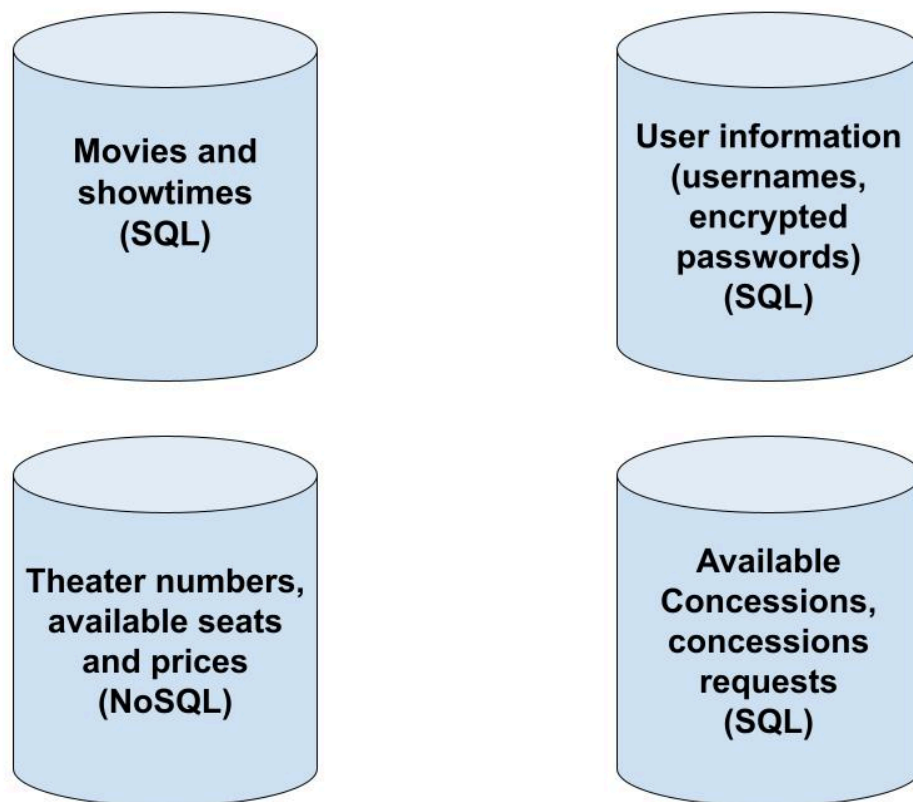 Movies and
showtimes
(SQL)
User information
(usernames,
encrypted
passwords)
(SQL)
Theater numbers,
available seats
and prices
(NoSQL)
Available
Concessions,
concessions
requests
(SQL)